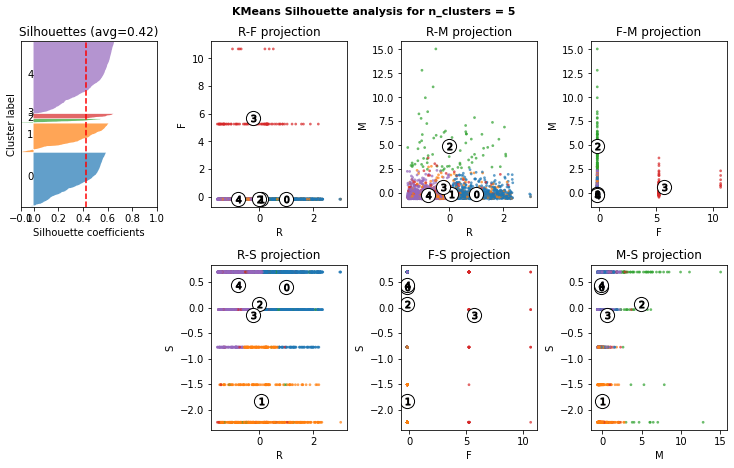 KMeans Silhouette analysis for n_clusters = 5
Silhouettes (avg=0.42)
Cluster label
4
3
2
1
0
−0.1 0.0 0.2 0.4 0.6 0.8 1.0
Silhouette coefficients
R-F projection
F
10
8
6
4
2
0
3
4 2 1 0
0 2
R
R-M projection
M
15.0
12.5
10.0
7.5
5.0
2.5
0.0
2
4 3 1 0
0 2
R
F-M projection
M
15.0
12.5
10.0
7.5
5.0
2.5
0.0
2
3
0 5 10
F
R-S projection
S
0.5
0.0
−0.5
−1.0
−1.5
−2.0
4
0
2
3
1
0 2
R
F-S projection
S
0.5
0.0
−0.5
−1.0
−1.5
−2.0
4
2
3
1
0 5 10
F
M-S projection
S
0.5
0.0
−0.5
−1.0
−1.5
−2.0
4
2
3
1
0 5 10 15
M